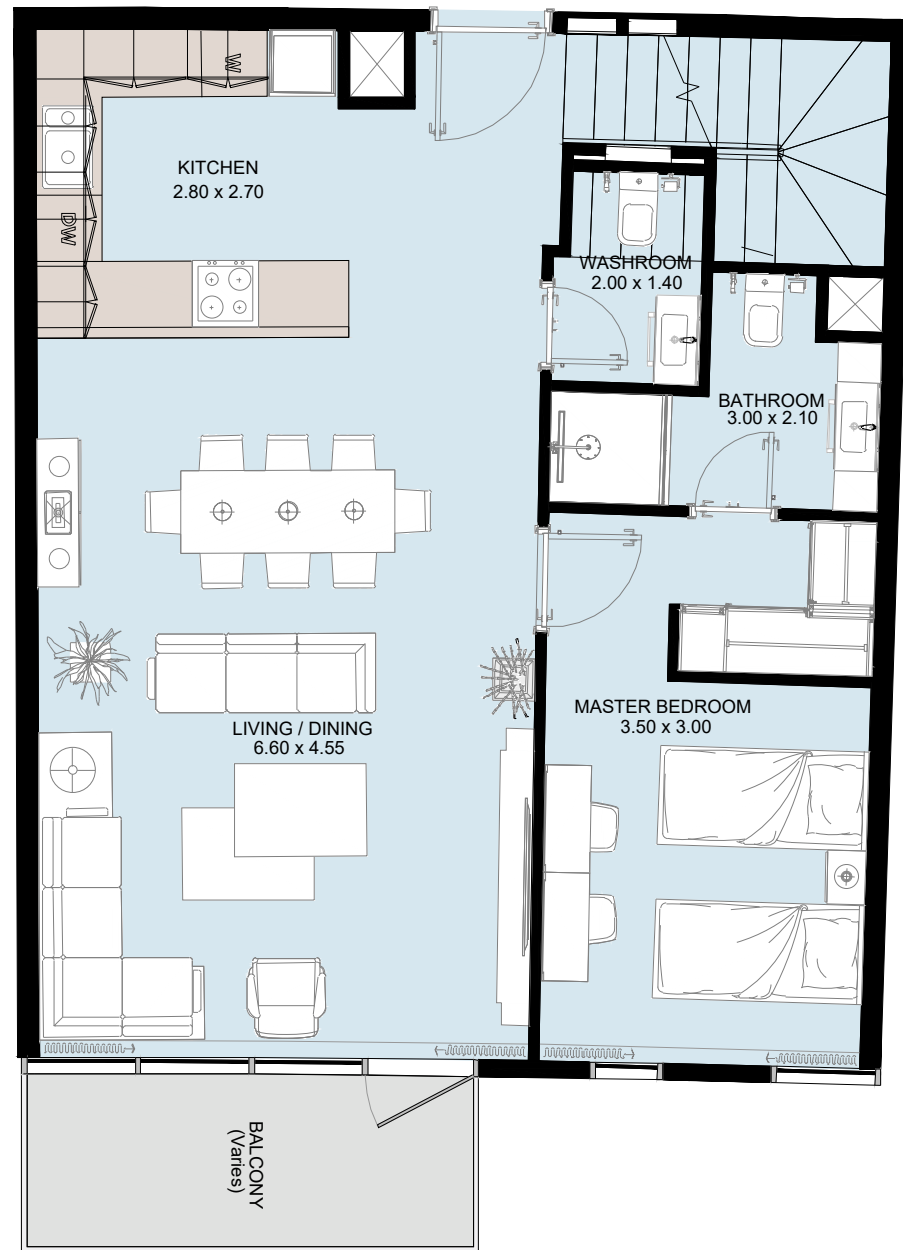 W
KITCHEN
2.80 x 2.70
DW
WASHROOM
2.00 x 1.40
BATHROOM
3.00 x 2.10
MASTER BEDROOM
3.50 x 3.00
LIVING / DINING
6.60 x 4.55
BALCONY
(Varies)